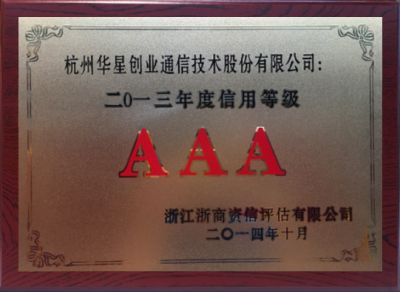 杭州华星创业通信技术股份有限公司：
二0一三年度信用等级
AAA
浙江浙商资信评估有限公司
二〇一四年十月